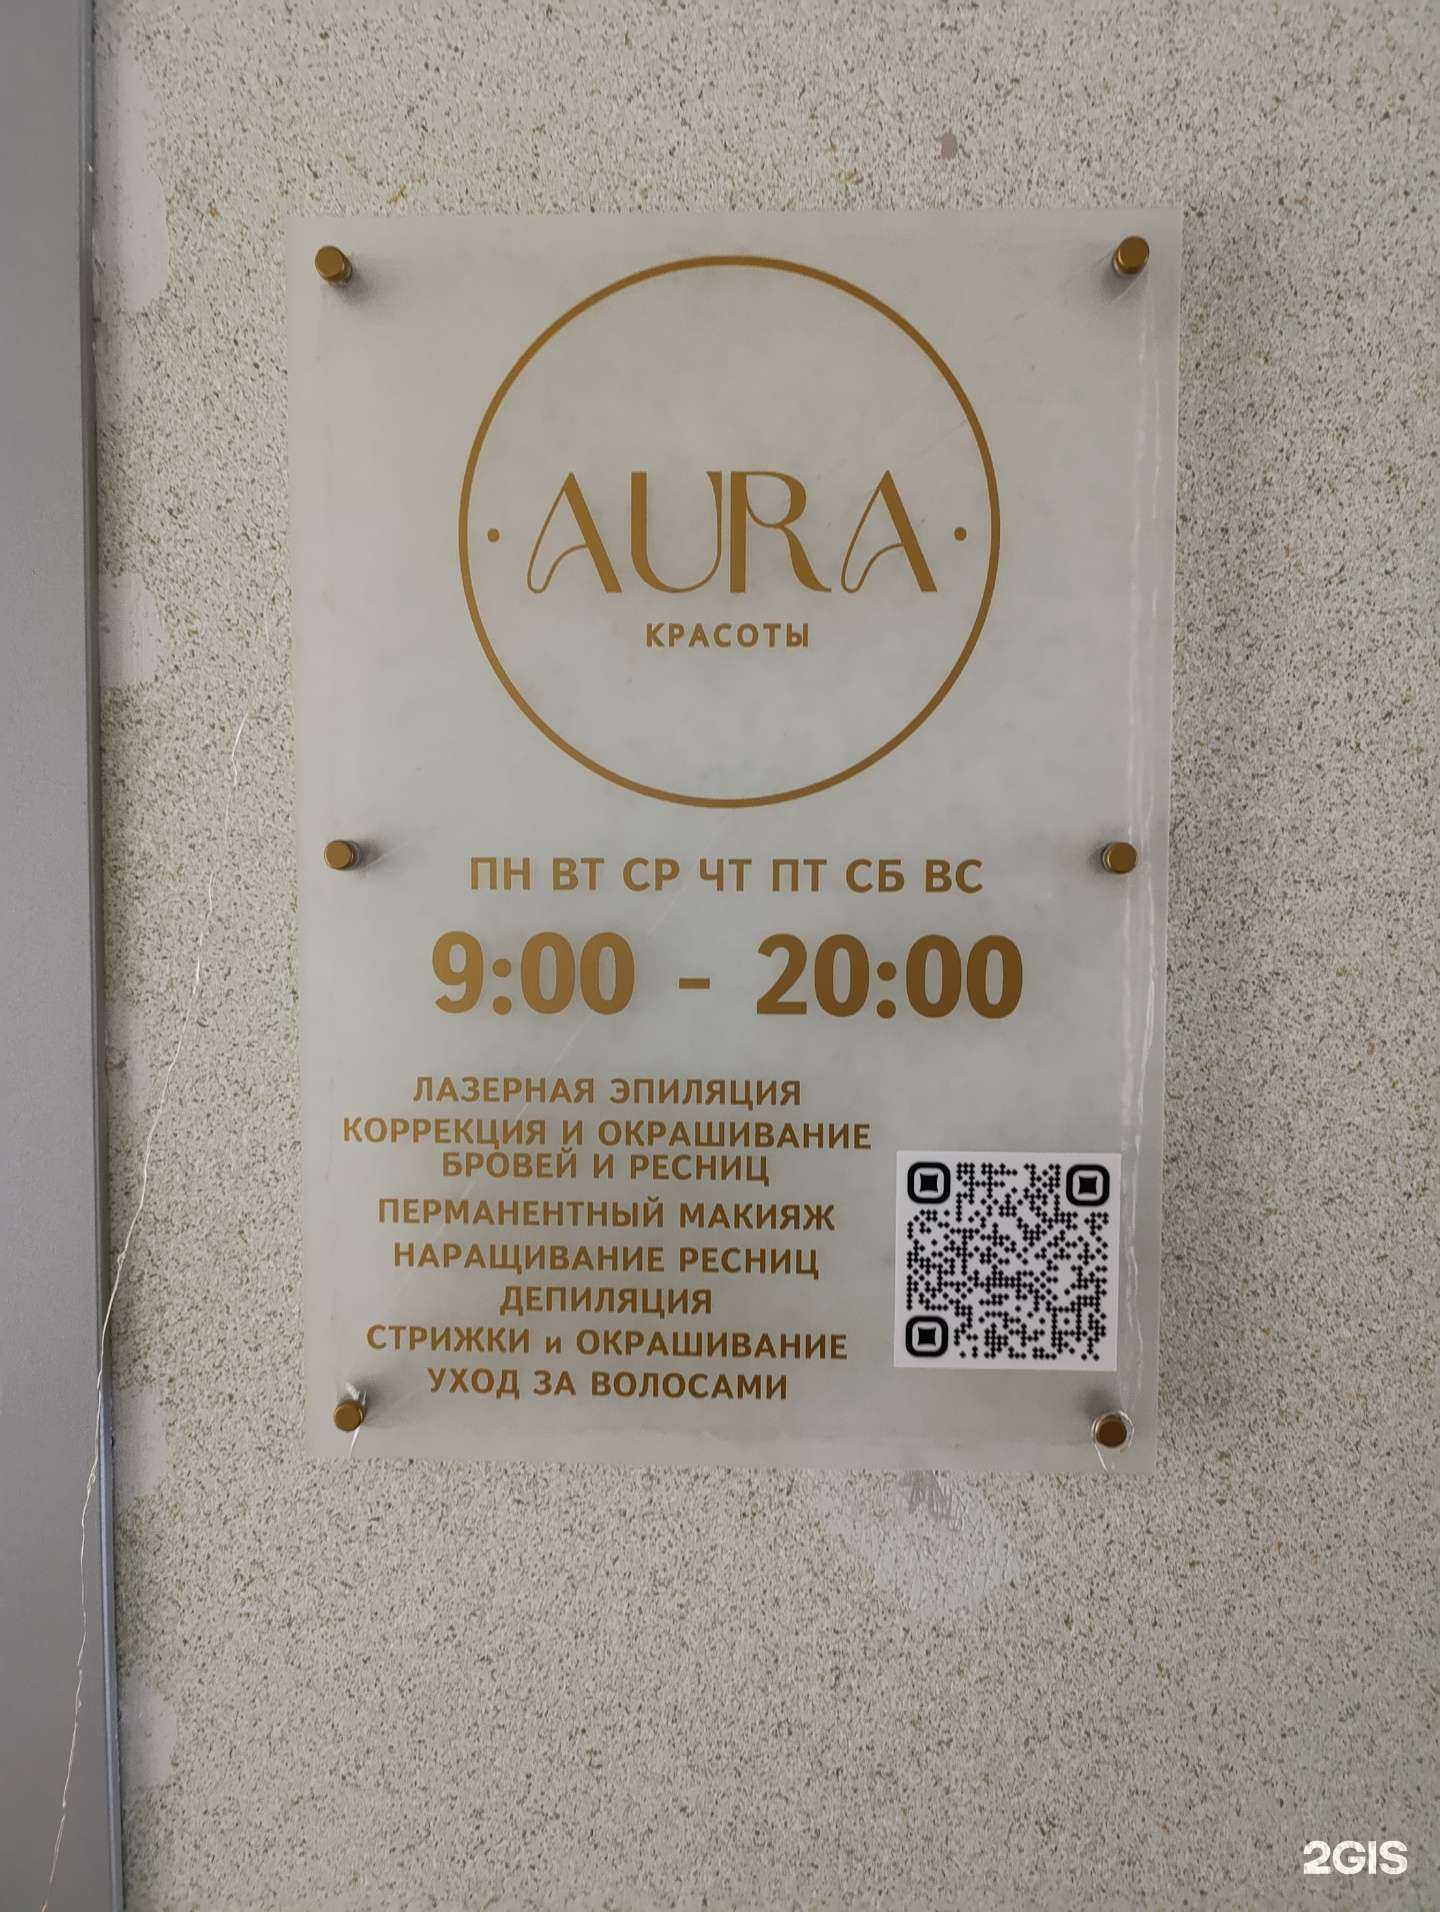 AURA
КРАСОТЫ
ПН ВТ СР ЧТ ПТ СБ ВС
9:00 - 20:00
ЛАЗЕРНАЯ ЭПИЛЯЦИЯ
КОРРЕКЦИЯ И ОКРАШИВАНИЕ
БРОВЕЙ И РЕСНИЦ
ПЕРМАНЕНТНЫЙ МАКИЯЖ
НАРАЩИВАНИЕ РЕСНИЦ
ДЕПИЛЯЦИЯ
СТРИЖКИ и ОКРАШИВАНИЕ
УХОД ЗА ВОЛОСАМИ
2GIS